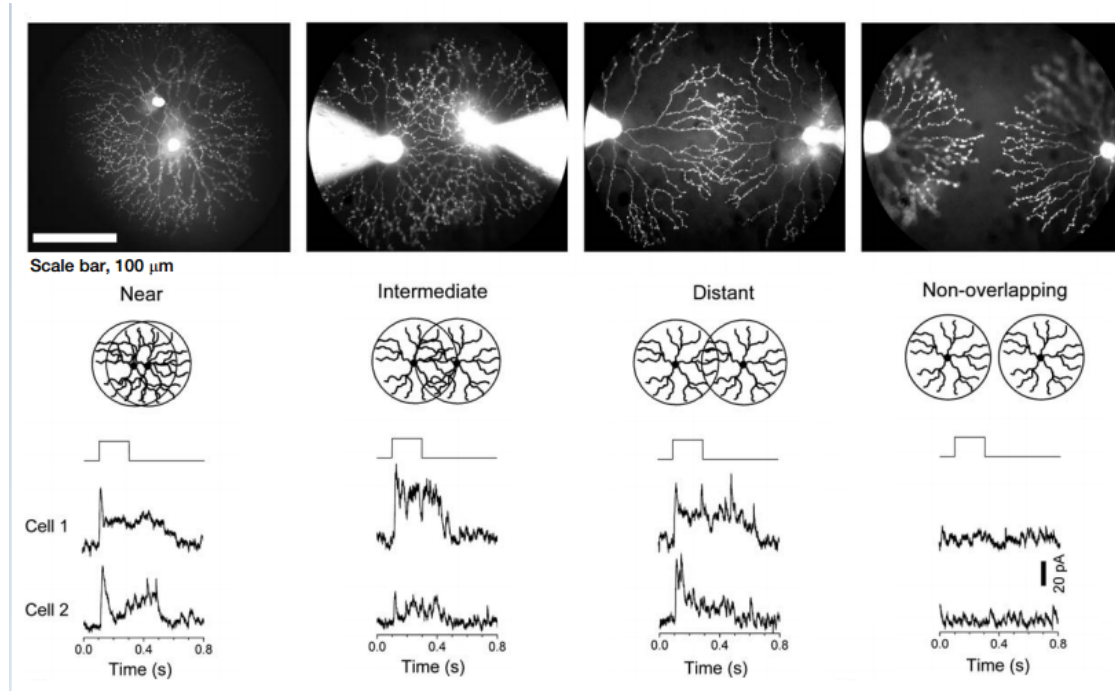 Scale bar, 100 μm
Near
Intermediate
Distant
Non-overlapping
Cell 1
Cell 2
20 pA
0.0 0.4 0.8
0.0 0.4 0.8
0.0 0.4 0.8
0.0 0.4 0.8
Time (s)
Time (s)
Time (s)
Time (s)